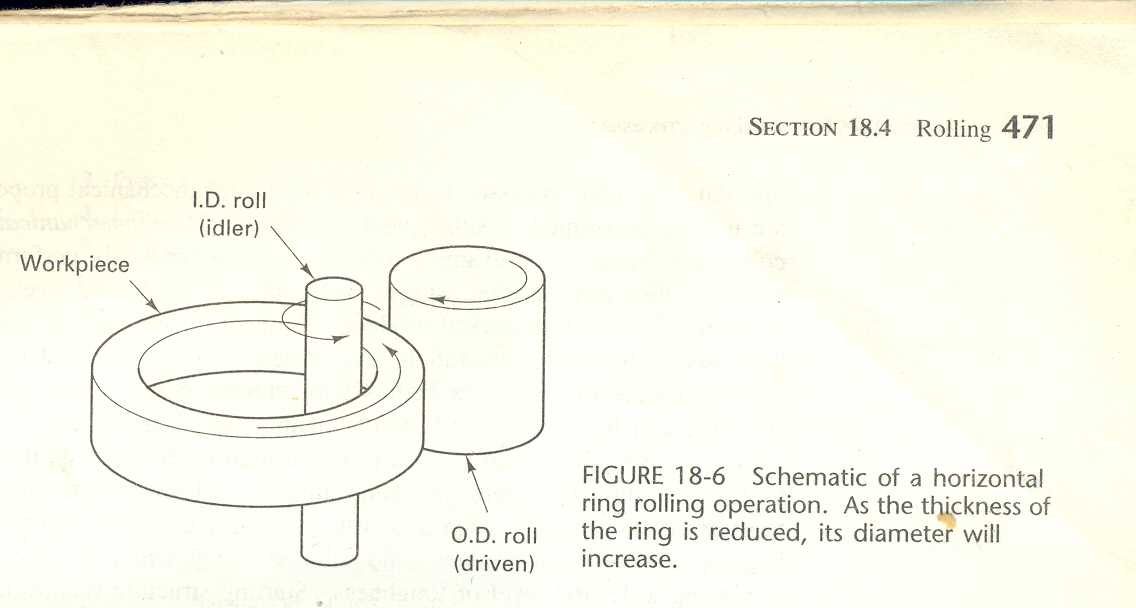 SECTION 18.4 Rolling 471
I.D. roll
(idler)
Workpiece
O.D. roll
(driven)
FIGURE 18-6 Schematic of a horizontal
ring rolling operation. As the thickness of
the ring is reduced, its diameter will
increase.